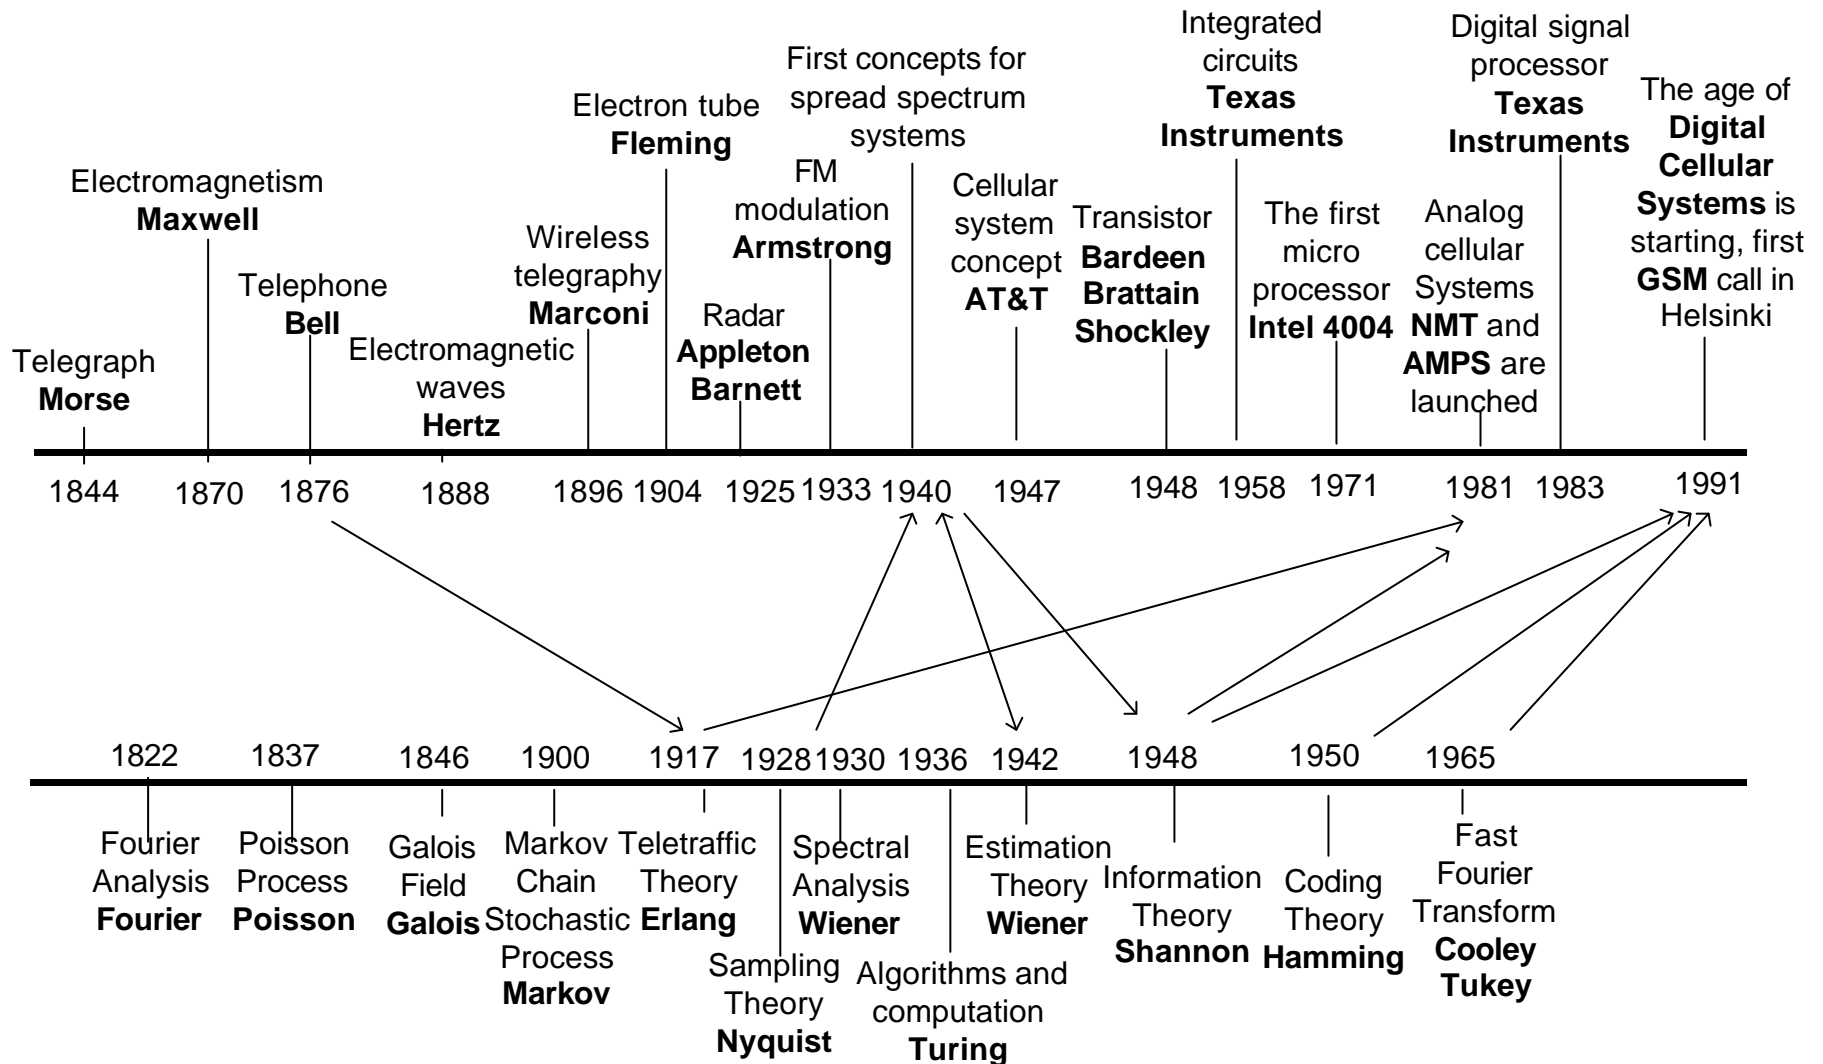 Telegraph
Morse
Electromagnetism
Maxwell
Telephone
Bell
Electromagnetic
waves
Hertz
Wireless
telegraphy
Marconi
Electron tube
Fleming
Radar
Appleton
Barnett
FM
modulation
Armstrong
First concepts for
spread spectrum
systems
Cellular
system
concept
AT&T
Transistor
Bardeen
Brattain
Shockley
Integrated
circuits
Texas
Instruments
The first
micro
processor
Intel 4004
Analog
cellular
Systems
NMT and
AMPS are
launched
Digital signal
processor
Texas
Instruments
The age of
Digital
Cellular
Systems is
starting, first
GSM call in
Helsinki
1844 1870 1876 1888 1896 1904 1925 1933 1940 1947 1948 1958 1971 1981 1983 1991
1822 1837 1846 1900 1917 1928 1930 1936 1942 1948 1950 1965
Fourier
Analysis
Fourier
Poisson
Process
Poisson
Galois
Field
Galois
Markov
Chain
Stochastic
Process
Markov
Teletraffic
Theory
Erlang
Sampling
Theory
Nyquist
Spectral
Analysis
Wiener
Algorithms and
computation
Turing
Estimation
Theory
Wiener
Information
Theory
Shannon
Coding
Theory
Hamming
Fast
Fourier
Transform
Cooley
Tukey